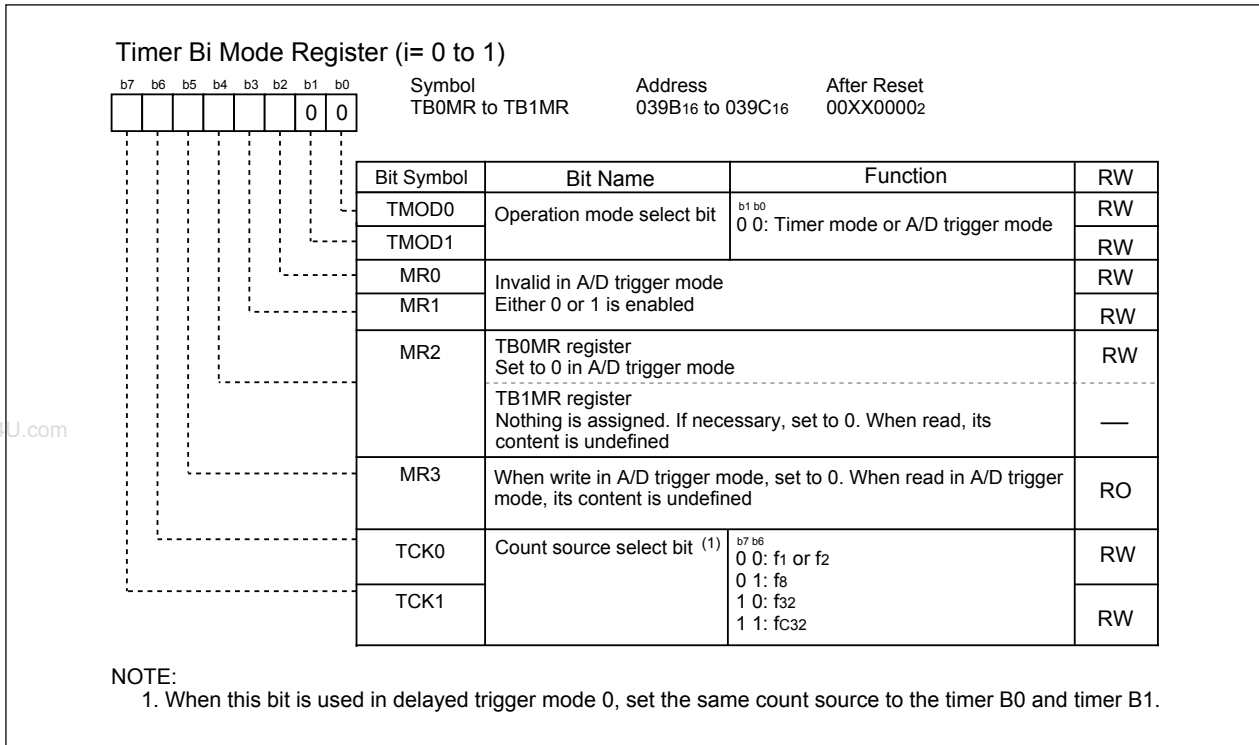 Timer Bi Mode Register (i= 0 to 1)
b7 b6 b5 b4 b3 b2 b1 b0
0 0
Symbol Address After Reset
TB0MR to TB1MR 039B16 to 039C16 00XX00002
Bit Symbol Bit Name Function RW
TMOD0 Operation mode select bit b1 b0 RW
0 0: Timer mode or A/D trigger mode
TMOD1 RW
MR0 Invalid in A/D trigger mode RW
MR1 Either 0 or 1 is enabled RW
MR2 TB0MR register RW
Set to 0 in A/D trigger mode
TB1MR register
Nothing is assigned. If necessary, set to 0. When read, its —
content is undefined
MR3 When write in A/D trigger mode, set to 0. When read in A/D trigger RO
mode, its content is undefined
TCK0 Count source select bit (1) b7 b6 RW
0 0: f1 or f2
0 1: f8
TCK1 1 0: f32 RW
1 1: fC32
NOTE:
1. When this bit is used in delayed trigger mode 0, set the same count source to the timer B0 and timer B1.
4U.com